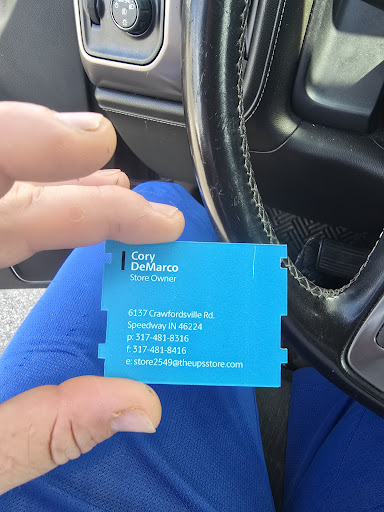 Cory
DeMarco
Store Owner
6137 Crawfordsville Rd.
Speedway IN 46224
p: 317-481-8316
f: 317-481-8416
e: store2549@theupsstore.com